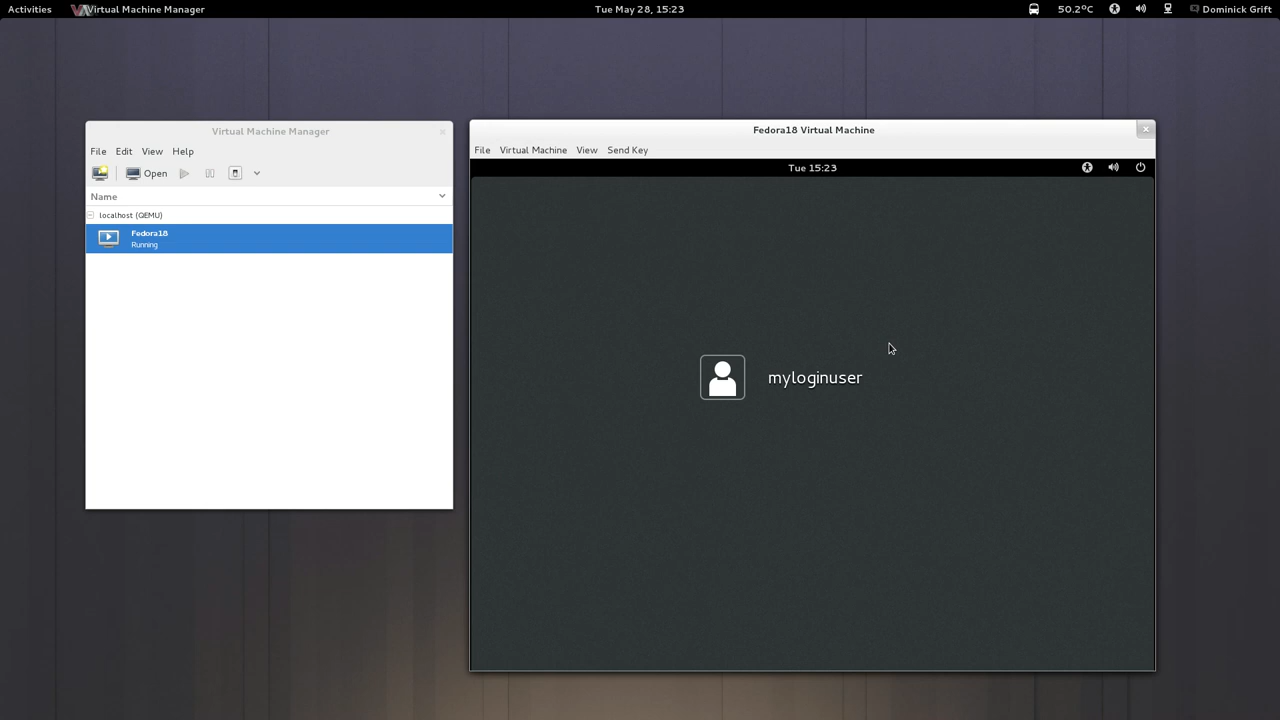 Activities
Virtual Machine Manager
Tue May 28, 15:23
50.2°C
Dominick Grift
Virtual Machine Manager
File Edit View Help
Open
Name
localhost (QEMU)
Fedora18
Running
Fedora18 Virtual Machine
File Virtual Machine View Send Key
Tue 15:23
myloginuser